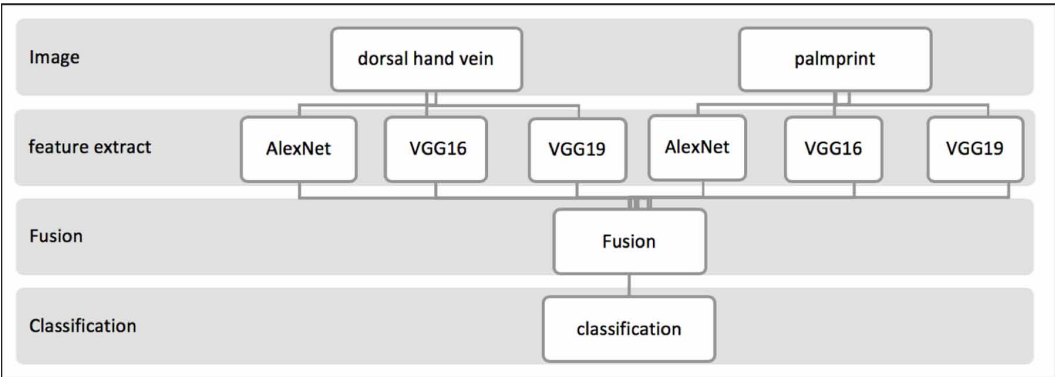 Image
dorsal hand vein
palmprint
feature extract
AlexNet
VGG16
VGG19
AlexNet
VGG16
VGG19
Fusion
Fusion
Classification
classification